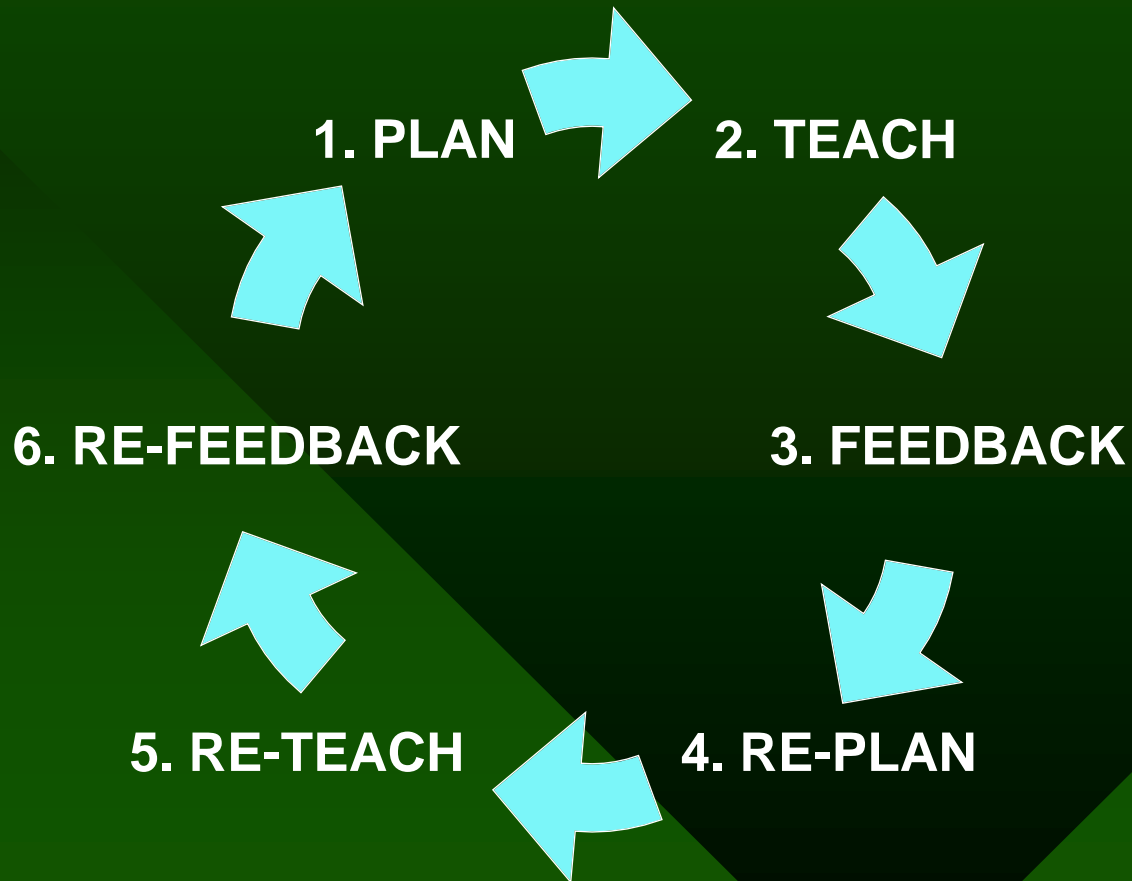 1. PLAN
2. TEACH
3. FEEDBACK
4. RE-PLAN
5. RE-TEACH
6. RE-FEEDBACK